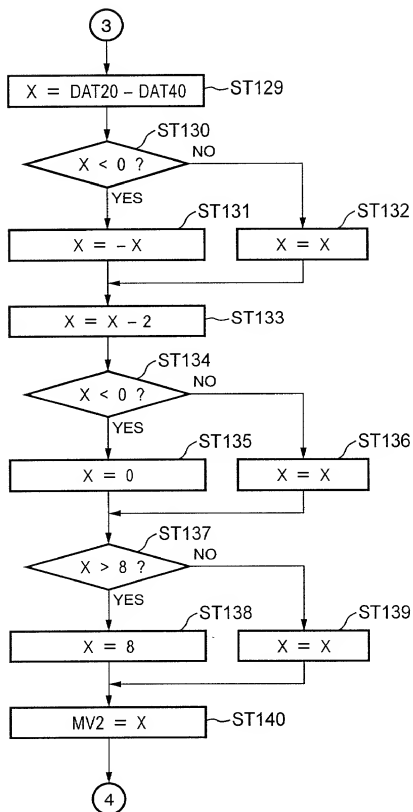 3
X = DAT20 – DAT40 ST129
ST130
X < 0 ? NO
YES
ST131 ST132
X = – X X = X
X = X – 2 ST133
ST134
X < 0 ? NO
YES
ST135 ST136
X = 0 X = X
ST137
X > 8 ? NO
YES
ST138 ST139
X = 8 X = X
MV2 = X ST140
4